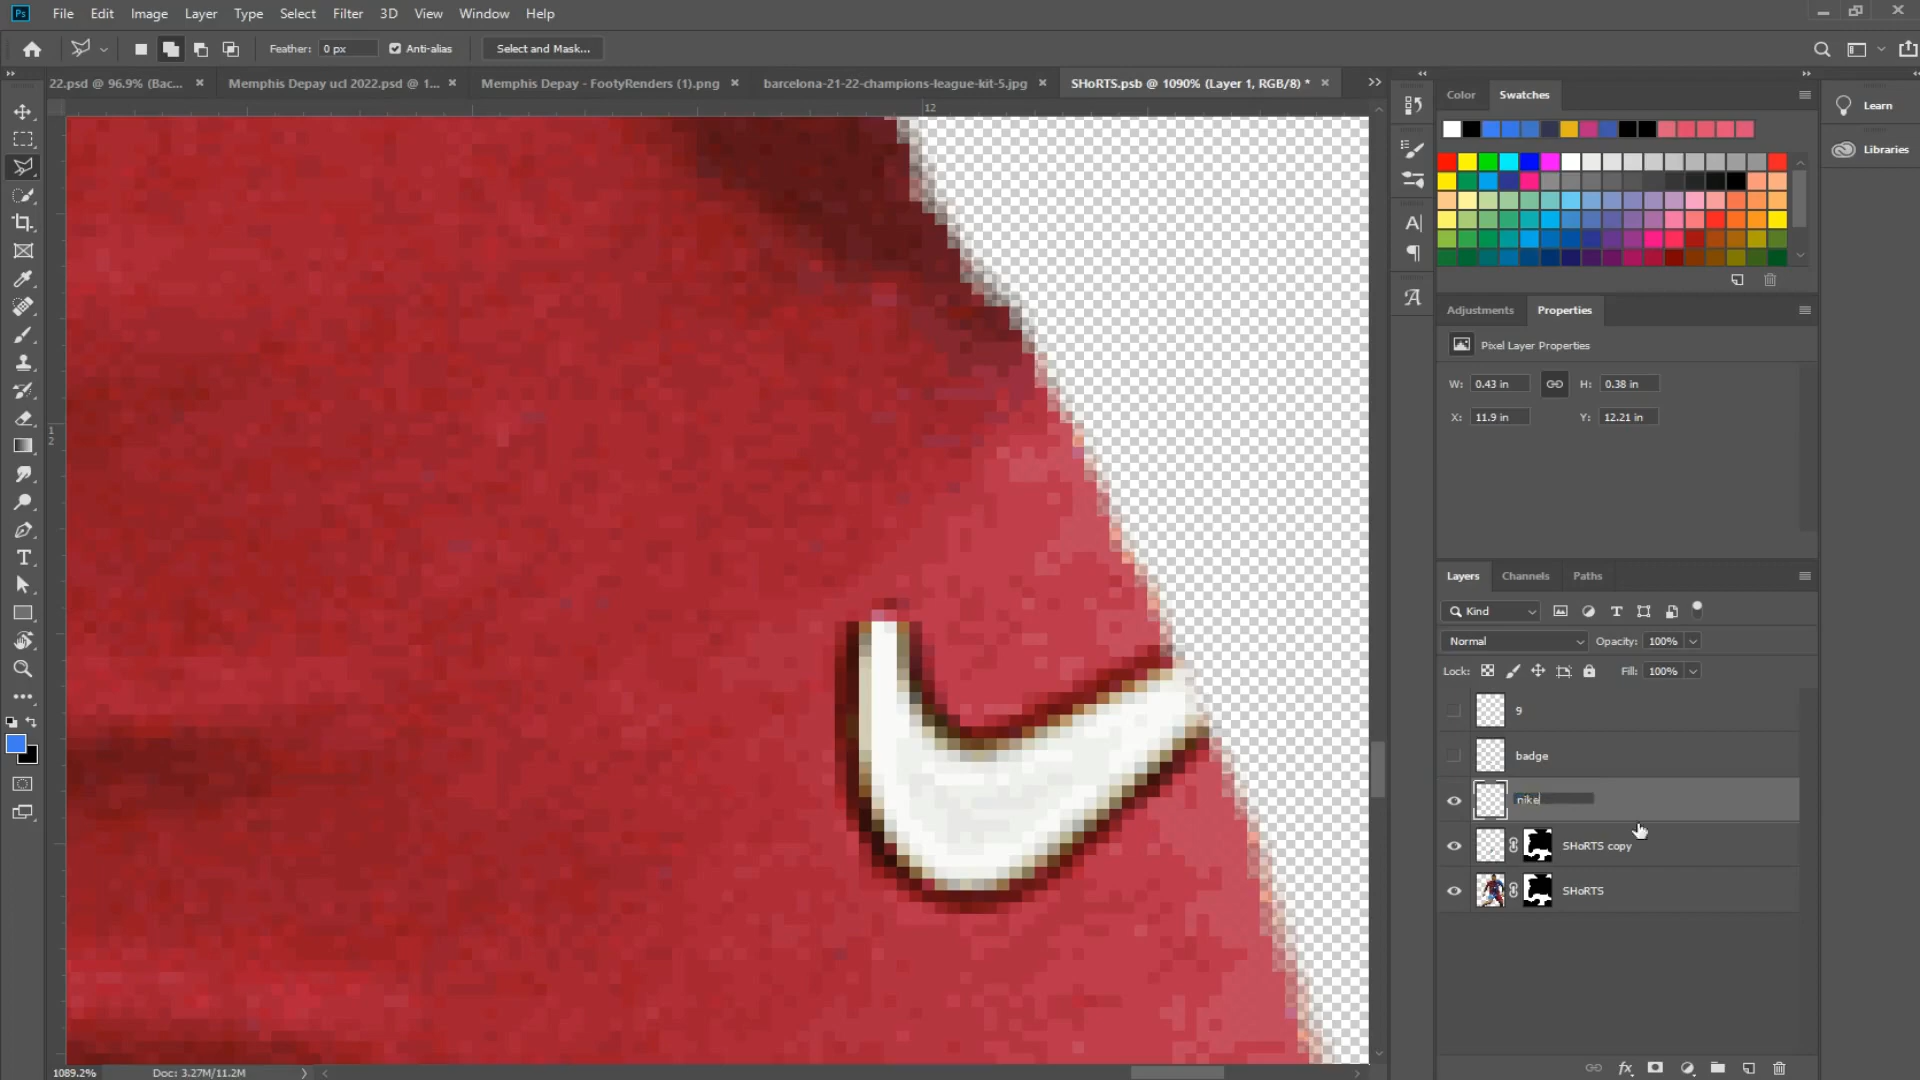 Ps File Edit Image Layer Type Select Filter 3D View Window Help
Feather: 0 px Anti-alias Select and Mask...
22.psd @ 96.9% (Bac... × Memphis Depay ucl 2022.psd @ 1... × Memphis Depay - FootyRenders (1).png × barcelona-21-22-champions-league-kit-5.jpg × SHoRTS.psb @ 1090% (Layer 1, RGB/8) * ×
12
1
2
Color Swatches
Learn
Libraries
Adjustments Properties
Pixel Layer Properties
W: 0.43 in H: 0.38 in
X: 11.9 in Y: 12.21 in
Layers Channels Paths
Kind
Normal Opacity: 100%
Lock: Fill: 100%
9
badge
nike
SHoRTS copy
SHoRTS
fx
1089.2% Doc: 3.27M/11.2M